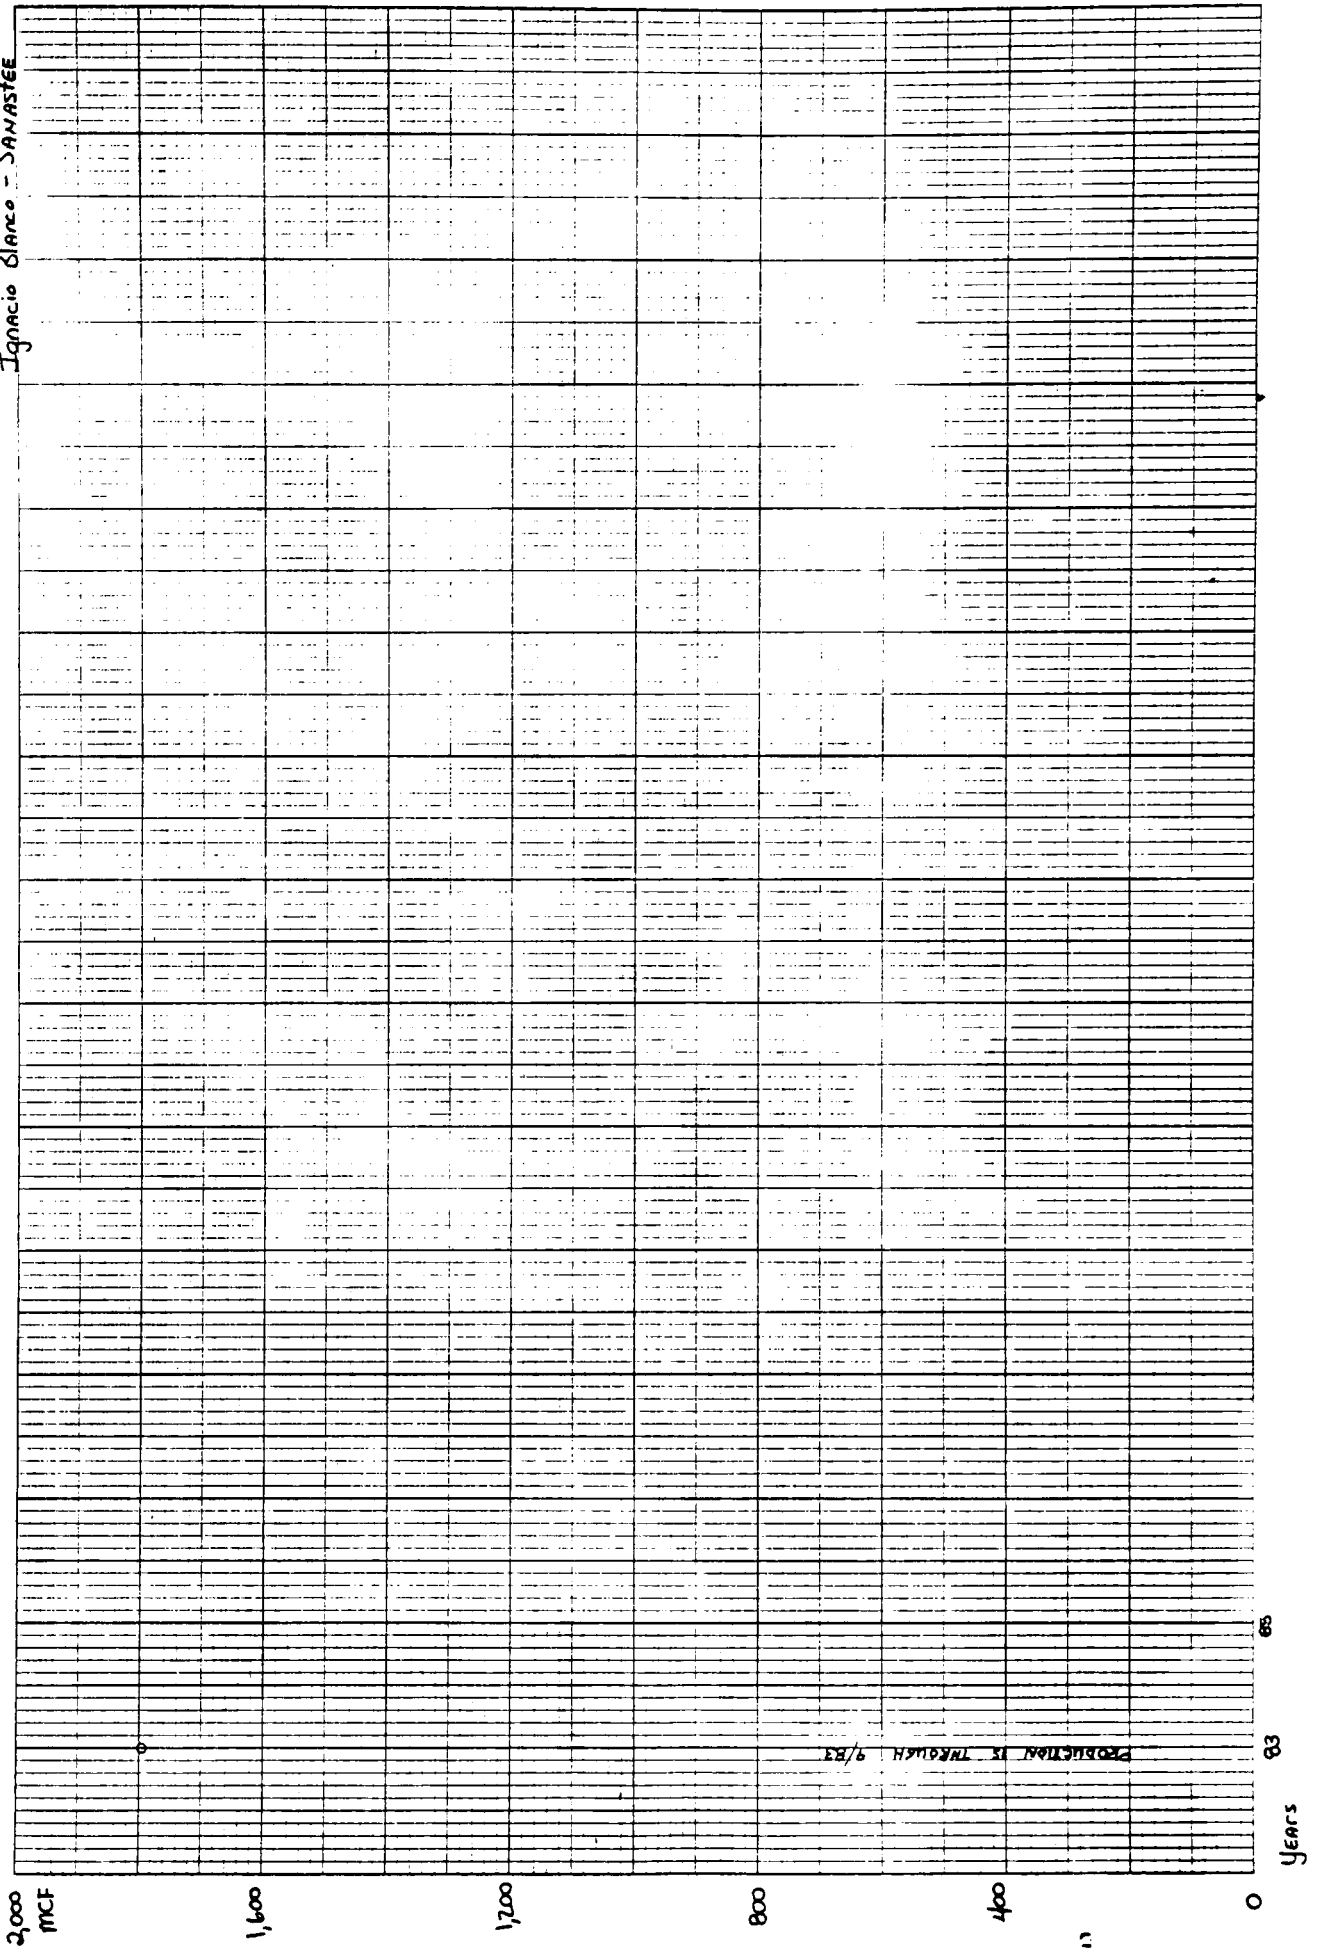 Ignacio Blanco - SANASTEE
2,000
MCF
1,600
1,200
800
400
0
PRODUCTION IS THROUGH 9/83
83
85
Years